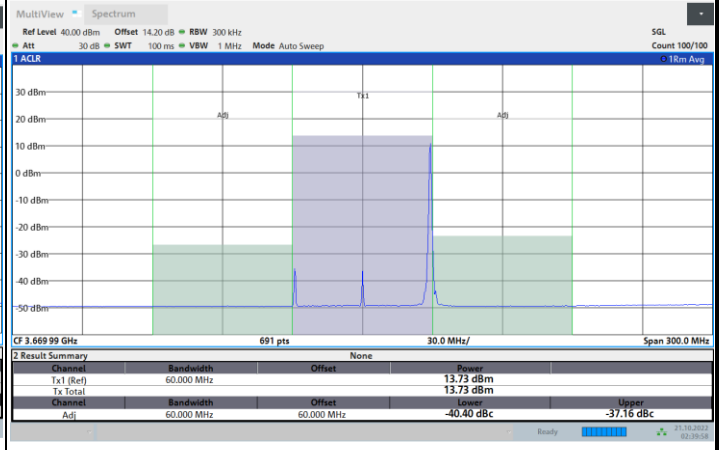 MultiView Spectrum
Ref Level 40.00 dBm Offset 14.20 dB RBW 300 kHz SGL
Att 30 dB SWT 100 ms VBW 1 MHz Mode Auto Sweep Count 100/100
1 ACLR 1Rm Avg
30 dBm
Tx1
20 dBm Adj Adj
10 dBm
0 dBm
-10 dBm
-20 dBm
-30 dBm
-40 dBm
-50 dBm
CF 3.669 99 GHz 691 pts 30.0 MHz/ Span 300.0 MHz
2 Result Summary None
Channel Bandwidth Offset Power
Tx1 (Ref) 60.000 MHz 13.73 dBm
Tx Total 13.73 dBm
Channel Bandwidth Offset Lower Upper
Adj 60.000 MHz 60.000 MHz -40.40 dBc -37.16 dBc
Ready 21.10.2022
02:39:58